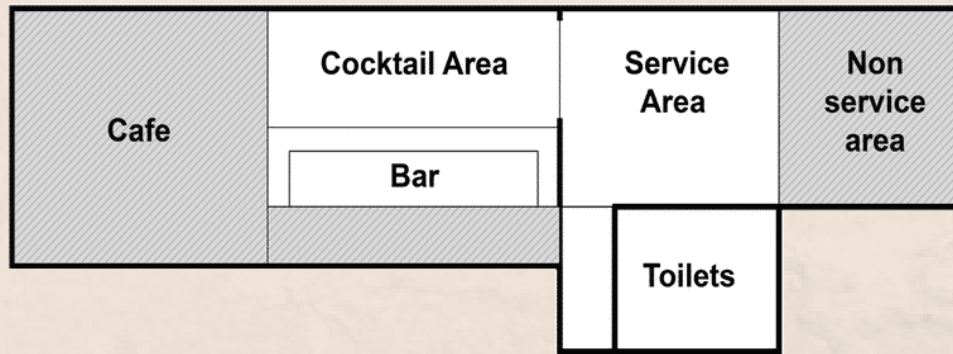 Cafe
Cocktail Area
Bar
Service
Area
Non
service
area
Toilets